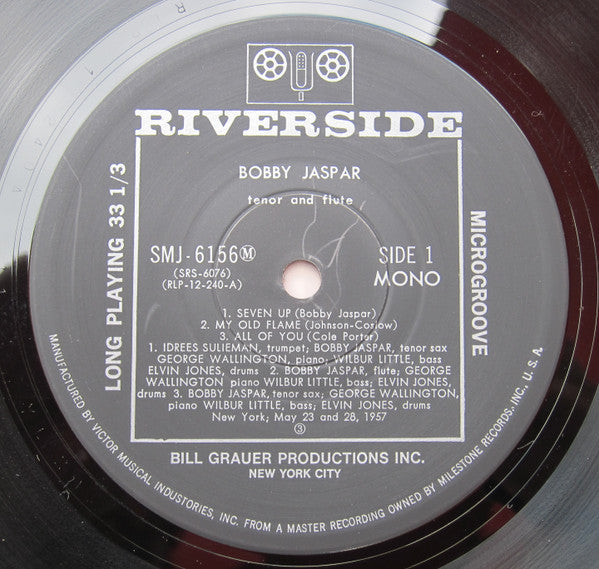 RIVERSIDE
BOBBY JASPAR
tenor and flute
LONG PLAYING 33 1/3
MICROGROOVE
SMJ-6156 Ⓜ
(SRS-6076)
(RLP-12-240-A)
SIDE 1
MONO
1. SEVEN UP (Bobby Jaspar)
2. MY OLD FLAME (Johnson-Coslow)
3. ALL OF YOU (Cole Porter)
1. IDREES SULIEMAN, trumpet; BOBBY JASPAR, tenor sax
GEORGE WALLINGTON, piano; WILBUR LITTLE, bass
ELVIN JONES, drums 2. BOBBY JASPAR, flute; GEORGE
WALLINGTON piano WILBUR LITTLE, bass; ELVIN JONES,
drums 3. BOBBY JASPAR, tenor sax; GEORGE WALLINGTON,
piano WILBUR LITTLE, bass; ELVIN JONES, drums
New York; May 23 and 28, 1957
③
BILL GRAUER PRODUCTIONS INC.
NEW YORK CITY
MANUFACTURED BY VICTOR MUSICAL INDUSTORIES, INC. FROM A MASTER RECORDING OWNED BY MILESTONE RECORDS, INC., U. S. A.